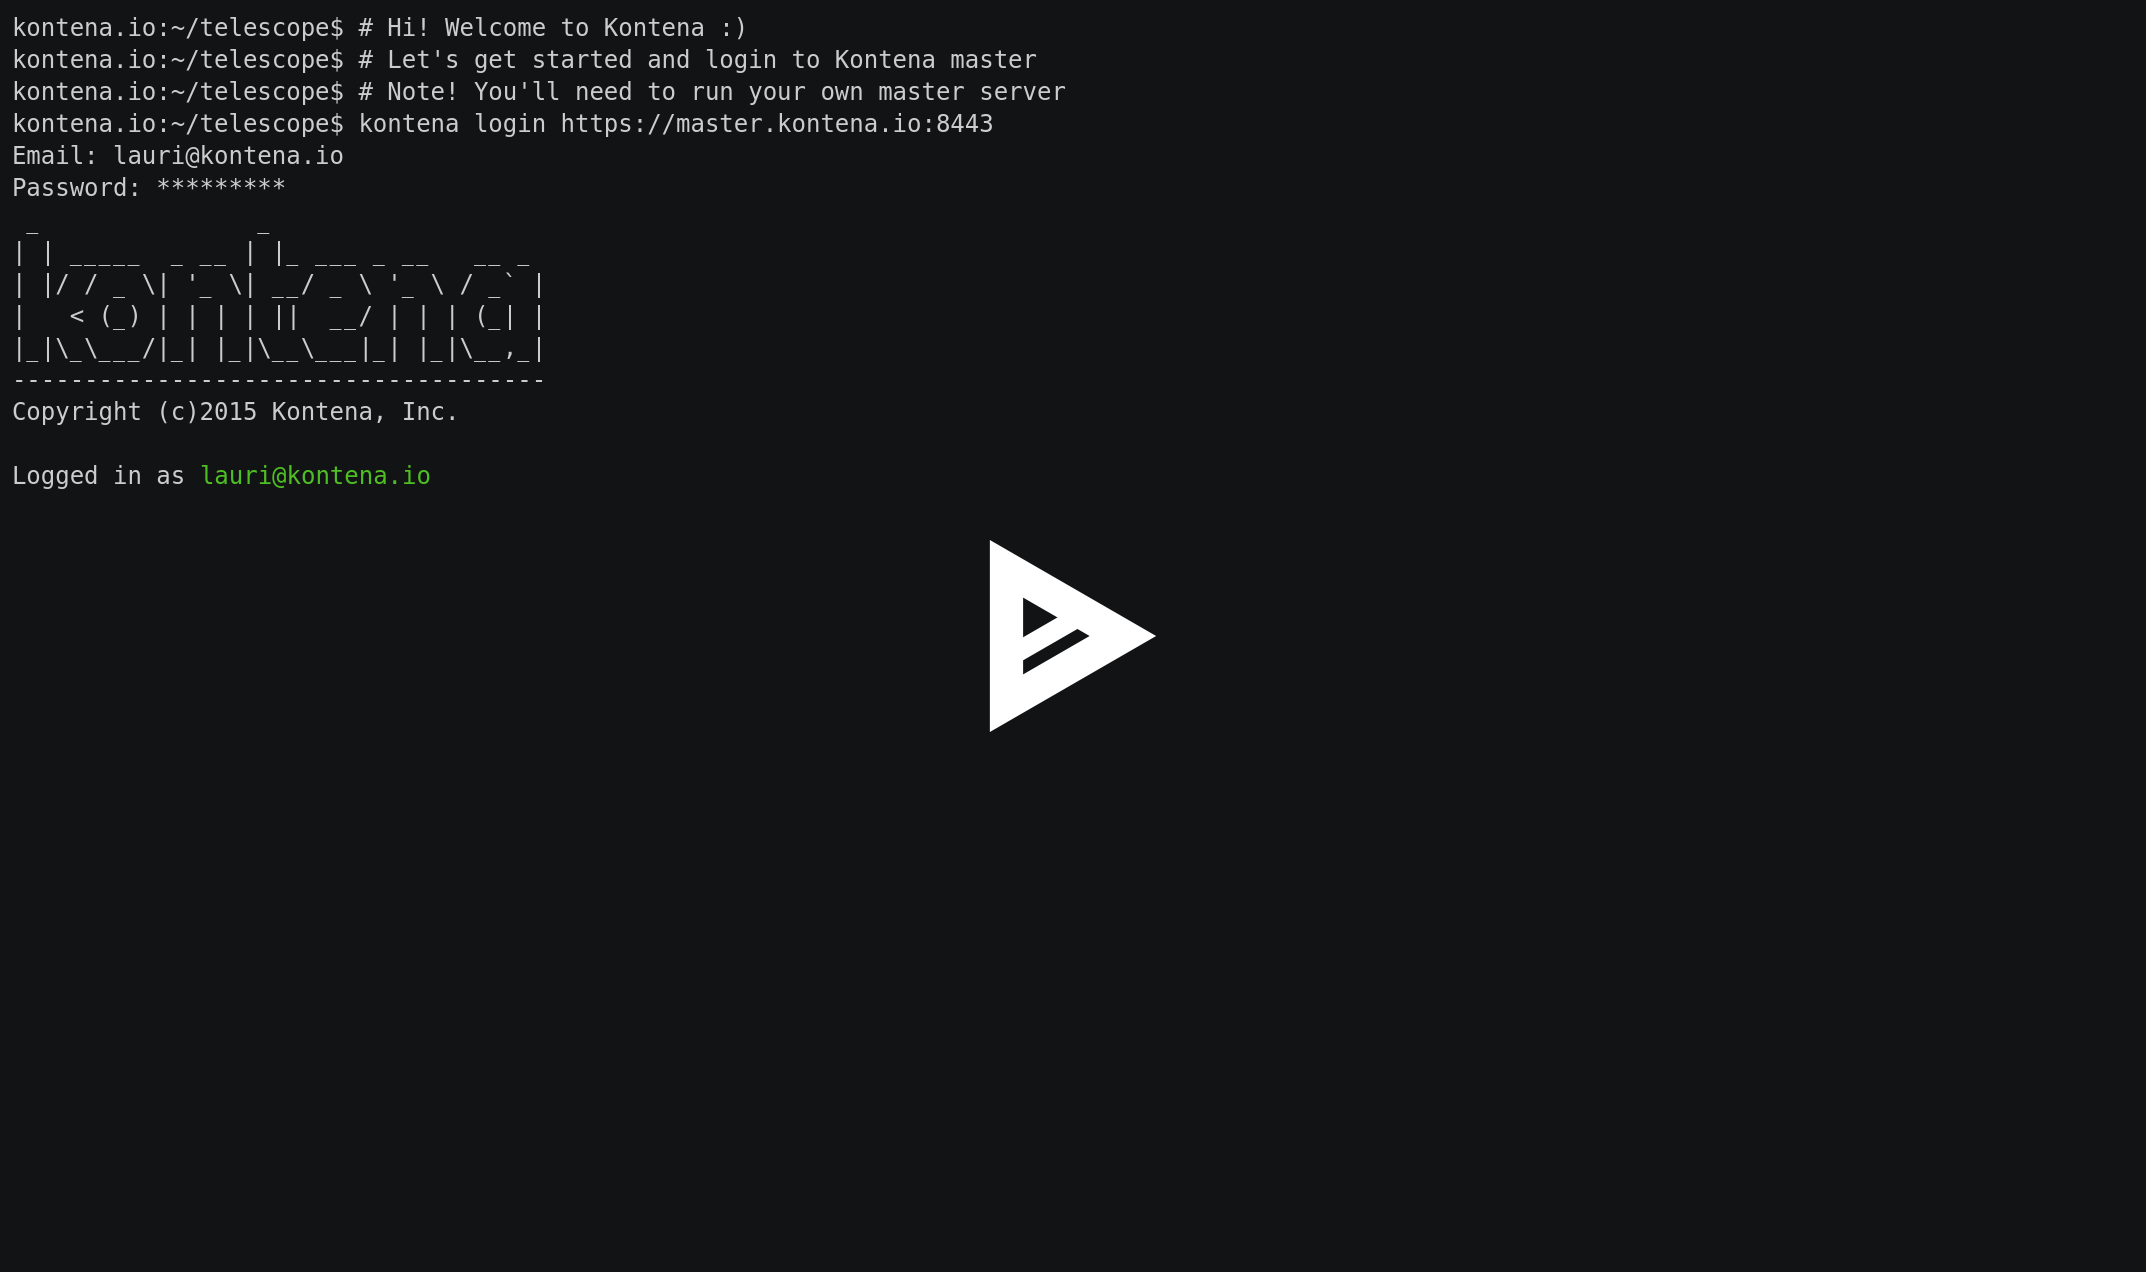 kontena.io:~/telescope$ # Hi! Welcome to Kontena :)
kontena.io:~/telescope$ # Let's get started and login to Kontena master
kontena.io:~/telescope$ # Note! You'll need to run your own master server
kontena.io:~/telescope$ kontena login https://master.kontena.io:8443
Email: lauri@kontena.io
Password: *********
 _               _
| | _____  _ __ | |_ ___ _ __   __ _
| |/ / _ \| '_ \| __/ _ \ '_ \ / _` |
|   < (_) | | | | ||  __/ | | | (_| |
|_|\_\___/|_| |_|\__\___|_| |_|\__,_|
-------------------------------------
Copyright (c)2015 Kontena, Inc.

Logged in as lauri@kontena.io